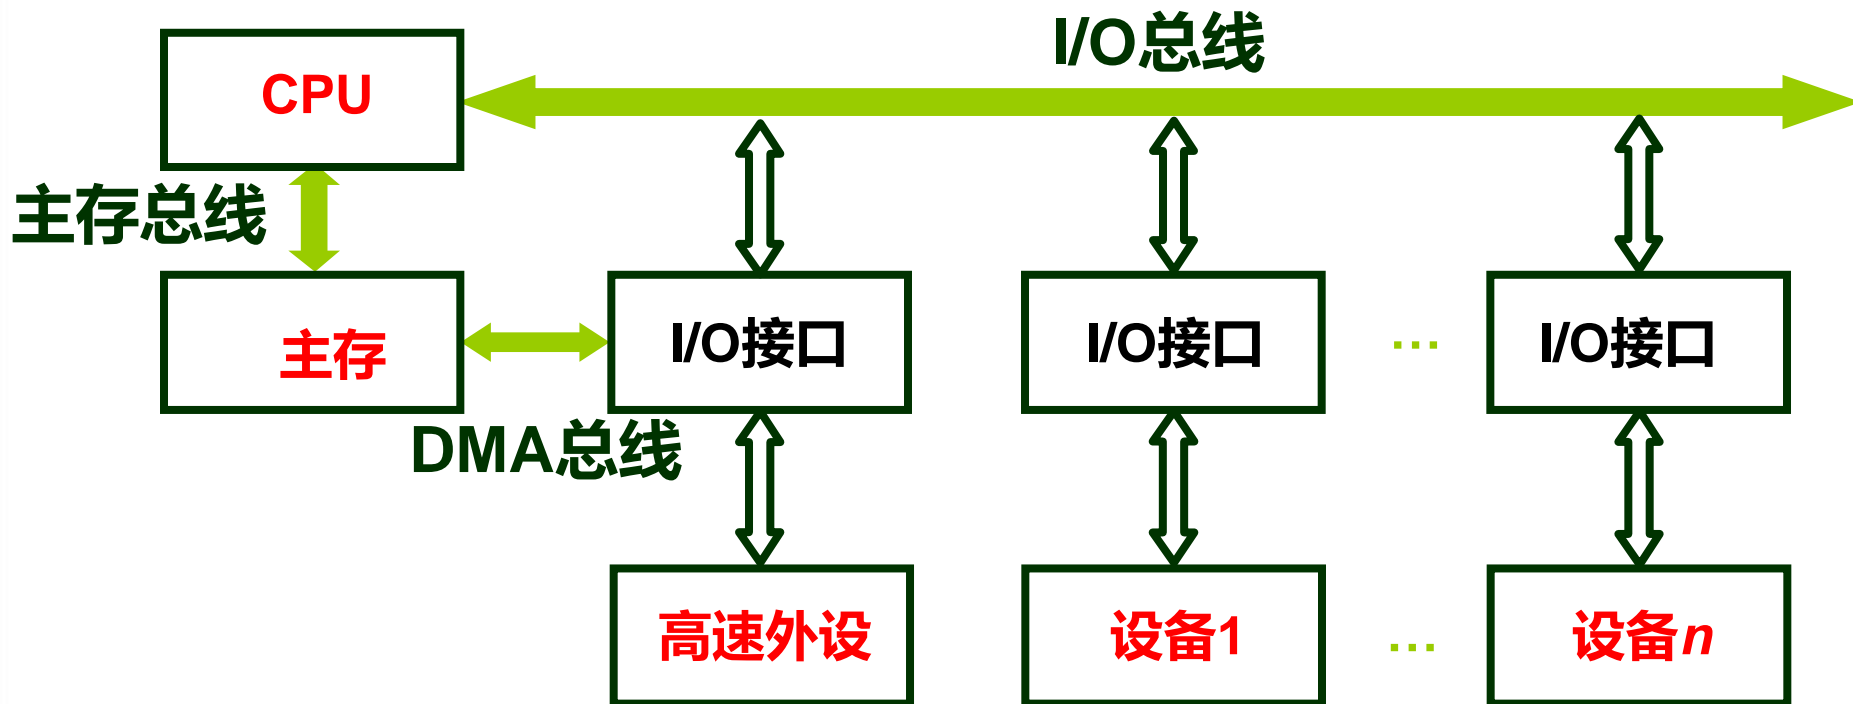 I/O总线
CPU
主存总线
主存
I/O接口
I/O接口
...
I/O接口
DMA总线
高速外设
设备1
...
设备n